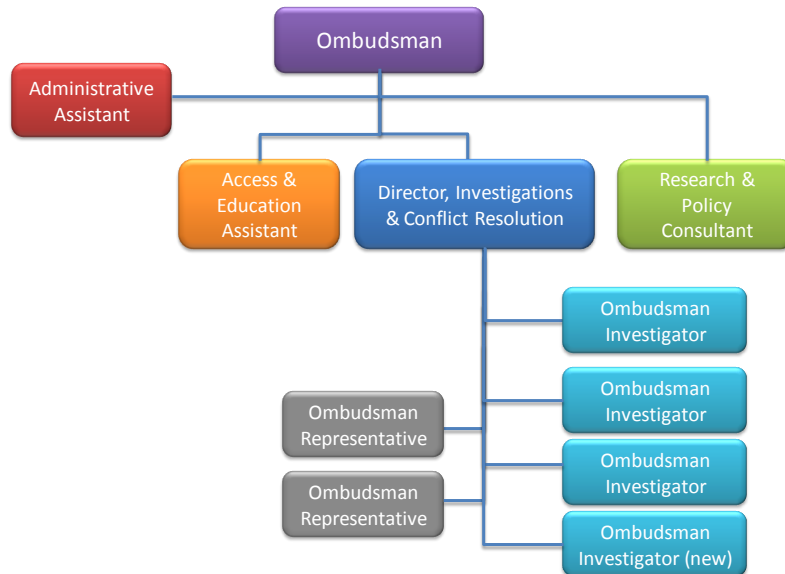 Ombudsman
Administrative
Assistant
Access &
Education
Assistant
Director, Investigations
& Conflict Resolution
Research &
Policy
Consultant
Ombudsman
Investigator
Ombudsman
Investigator
Ombudsman
Representative
Ombudsman
Investigator
Ombudsman
Representative
Ombudsman
Investigator (new)